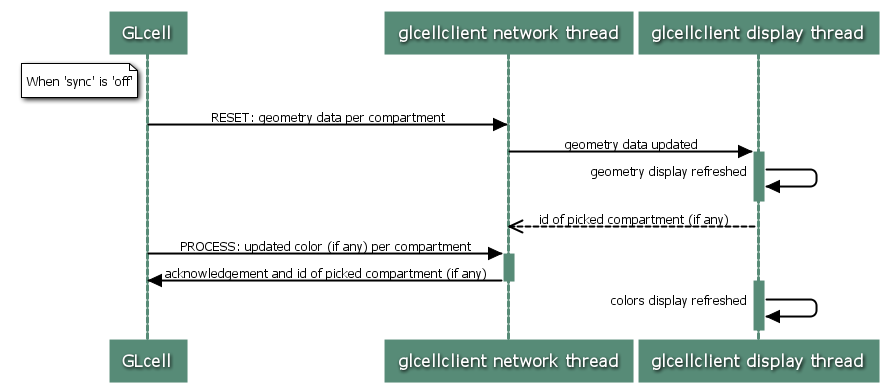 GLcell
glcellclient network thread
glcellclient display thread
When 'sync' is 'off'
RESET: geometry data per compartment
geometry data updated
geometry display refreshed
id of picked compartment (if any)
PROCESS: updated color (if any) per compartment
acknowledgement and id of picked compartment (if any)
colors display refreshed
GLcell
glcellclient network thread
glcellclient display thread